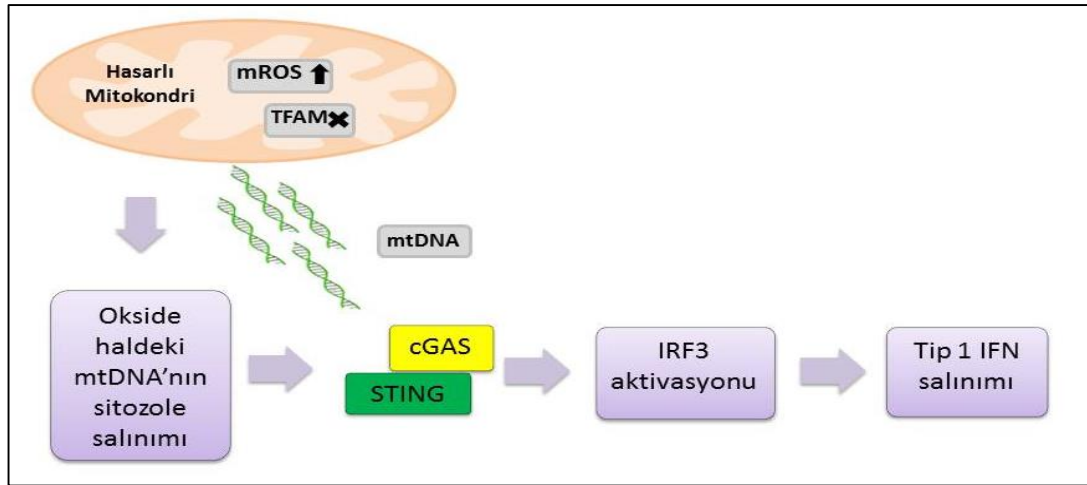 Hasarlı
Mitokondri
mROS
TFAM
mtDNA
Okside
haldeki
mtDNA’nın
sitozole
salınımı
cGAS
STING
IRF3
aktivasyonu
Tip 1 IFN
salınımı